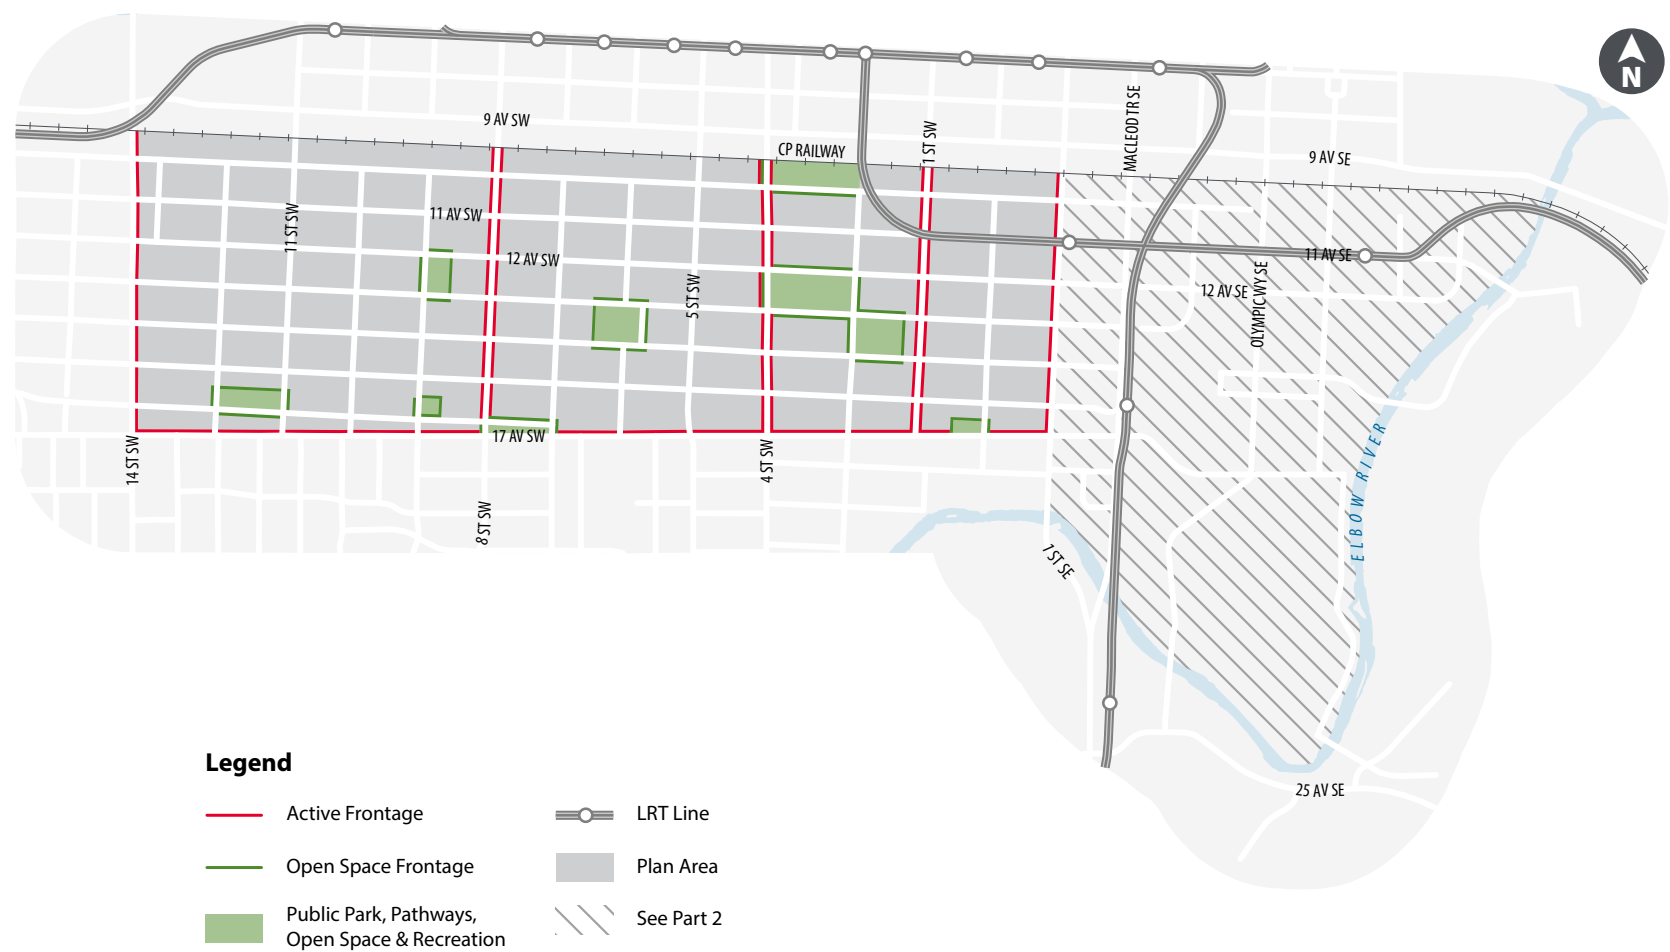 N
9 AV SW
CP RAILWAY
1 ST SW
MACLEOD TR SE
9 AV SE
11 ST SW
11 AV SW
12 AV SW
5 ST SW
11 AV SE
12 AV SE
OLYMPIC WY SE
14 ST SW
17 AV SW
4 ST SW
8 ST SW
1 ST SE
ELBOW RIVER
25 AV SE
Legend
Active Frontage
LRT Line
Open Space Frontage
Plan Area
Public Park, Pathways,
Open Space & Recreation
See Part 2